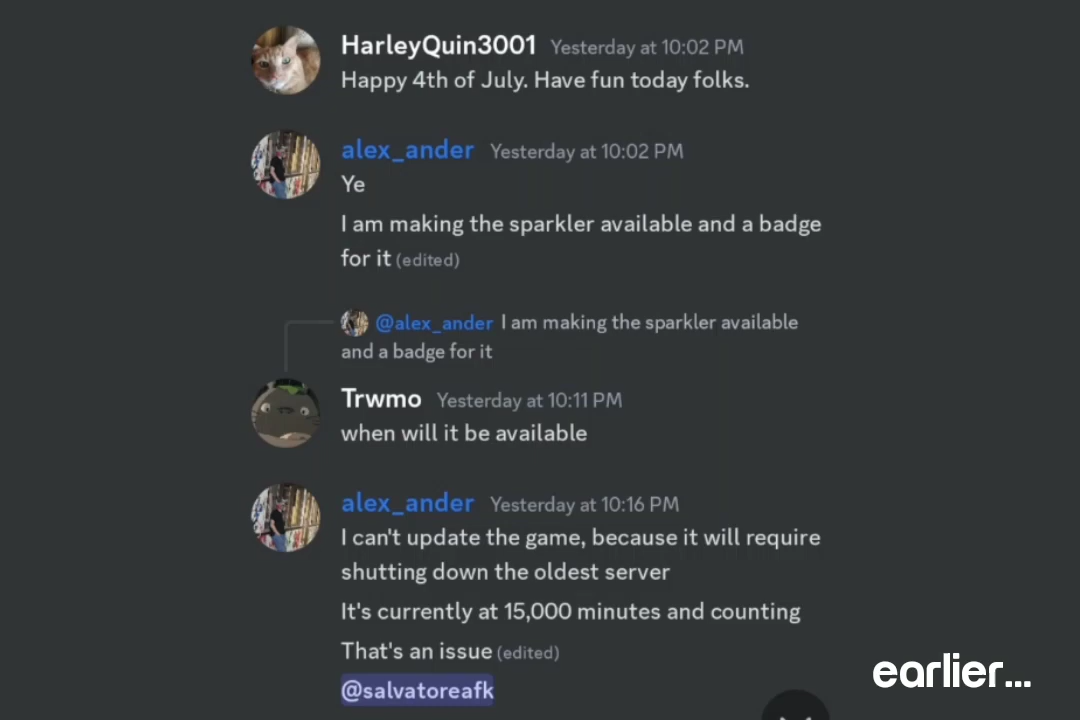 HarleyQuin3001 Yesterday at 10:02 PM
Happy 4th of July. Have fun today folks.
alex_ander Yesterday at 10:02 PM
Ye
I am making the sparkler available and a badge
for it (edited)
@alex_ander I am making the sparkler available
and a badge for it
Trwmo Yesterday at 10:11 PM
when will it be available
alex_ander Yesterday at 10:16 PM
I can't update the game, because it will require
shutting down the oldest server
It's currently at 15,000 minutes and counting
That's an issue (edited)
@salvatoreafk
earlier...